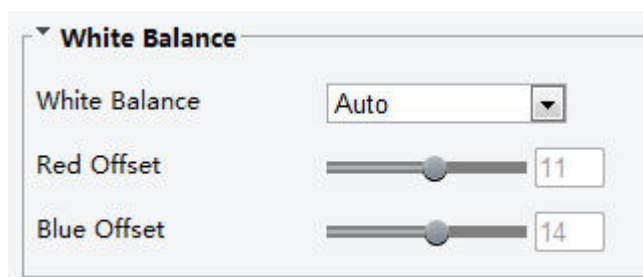 White Balance
White Balance Auto
Red Offset 11
Blue Offset 14